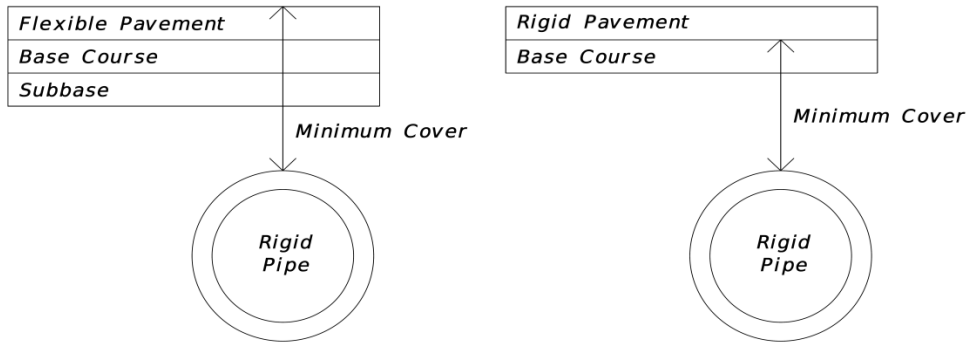 Flexible Pavement
Base Course
Subbase
Minimum Cover
Rigid
Pipe
Rigid Pavement
Base Course
Minimum Cover
Rigid
Pipe